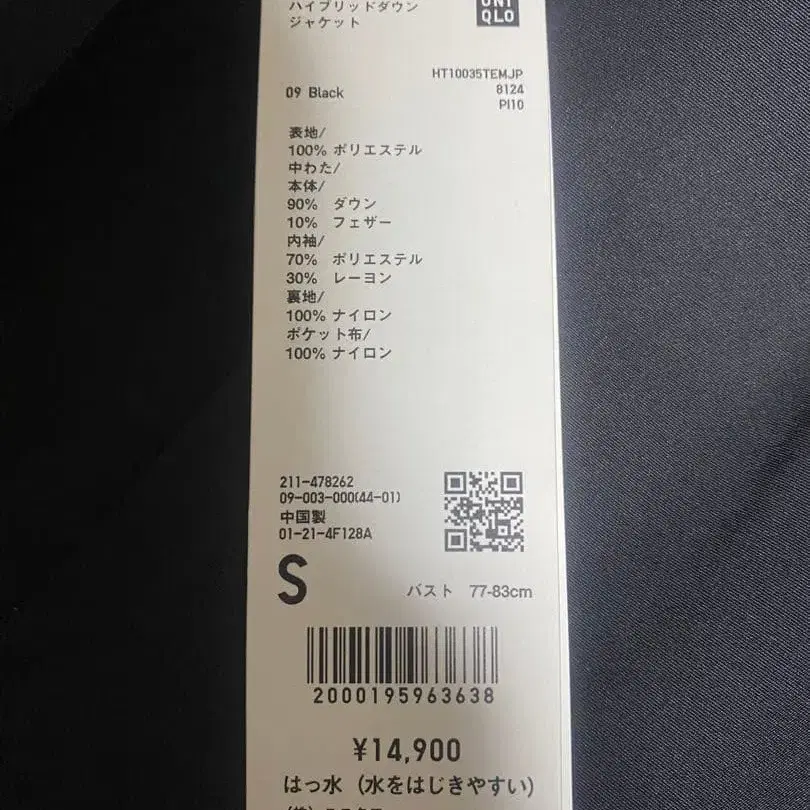 ハイブリッドダウン
ジャケット
UNI
QLO
HT10035TEMJP
09 Black
8124
PI10
表地/
100% ポリエステル
中わた/
本体/
90% ダウン
10% フェザー
内袖/
70% ポリエステル
30% レーヨン
裏地/
100% ナイロン
ポケット布/
100% ナイロン
211-478262
09-003-000(44-01)
中国製
01-21-4F128A
S
バスト 77-83cm
2000195963638
¥14,900
はっ水 (水をはじきやすい)